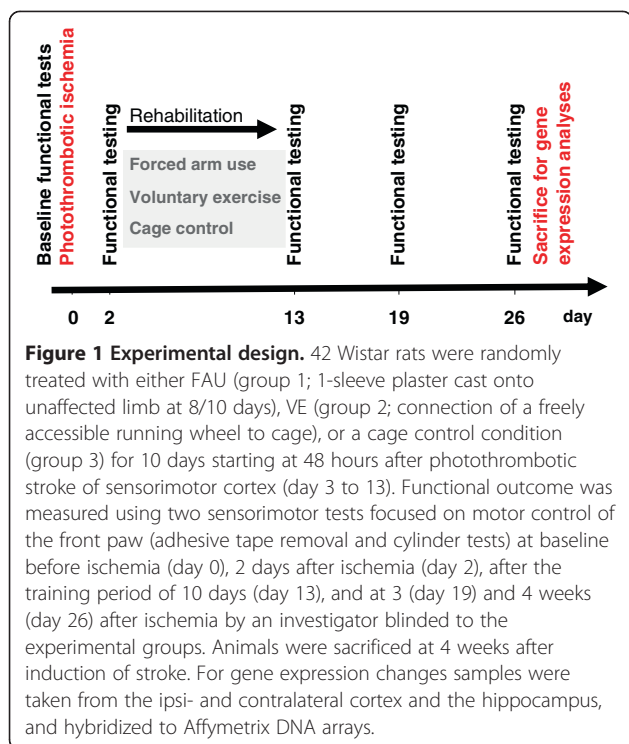 Baseline functional tests
Photothrombotic ischemia
Functional testing
Rehabilitation
Forced arm use
Voluntary exercise
Cage control
Functional testing
Functional testing
Functional testing
Sacrifice for gene
expression analyses
0 2 13 19 26 day
Figure 1 Experimental design. 42 Wistar rats were randomly
treated with either FAU (group 1; 1-sleeve plaster cast onto
unaffected limb at 8/10 days), VE (group 2; connection of a freely
accessible running wheel to cage), or a cage control condition
(group 3) for 10 days starting at 48 hours after photothrombotic
stroke of sensorimotor cortex (day 3 to 13). Functional outcome was
measured using two sensorimotor tests focused on motor control of
the front paw (adhesive tape removal and cylinder tests) at baseline
before ischemia (day 0), 2 days after ischemia (day 2), after the
training period of 10 days (day 13), and at 3 (day 19) and 4 weeks
(day 26) after ischemia by an investigator blinded to the
experimental groups. Animals were sacrificed at 4 weeks after
induction of stroke. For gene expression changes samples were
taken from the ipsi- and contralateral cortex and the hippocampus,
and hybridized to Affymetrix DNA arrays.